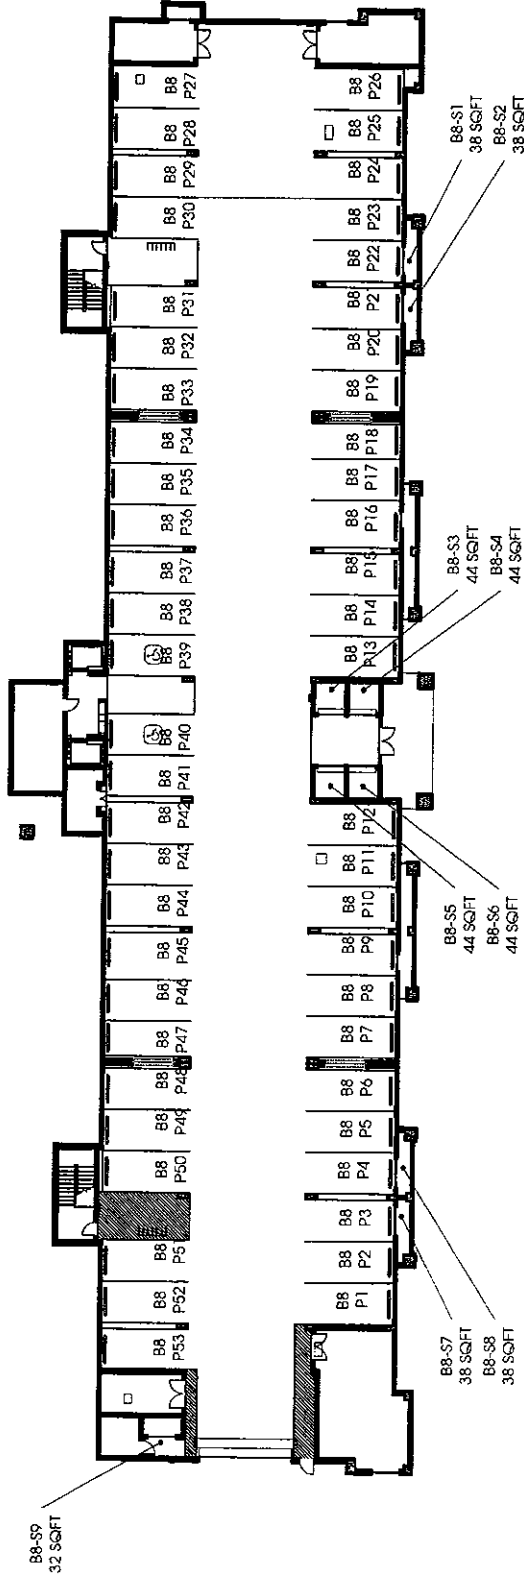 B8
P27
B8
P28
B8
P29
B8
P30
B8
P31
B8
P32
B8
P33
B8
P34
B8
P35
B8
P36
B8
P37
B8
P38
B8
P39
B8
P40
B8
P41
B8
P42
B8
P43
B8
P44
B8
P45
B8
P46
B8
P47
B8
P48
B8
P49
B8
P50
B8
P51
B8
P52
B8
P53
B8
P26
B8
P25
B8
P24
B8
P23
B8
P22
B8
P21
B8
P20
B8
P19
B8
P18
B8
P17
B8
P16
B8
P15
B8
P14
B8
P13
B8
P12
B8
P11
B8
P10
B8
P9
B8
P8
B8
P7
B8
P6
B8
P5
B8
P4
B8
P3
B8
P2
B8
P1
B8-S1
38 SQFT
B8-S2
38 SQFT
B8-S3
44 SQFT
B8-S4
44 SQFT
B8-S5
44 SQFT
B8-S6
44 SQFT
B8-S7
38 SQFT
B8-S8
38 SQFT
B8-S9
32 SQFT